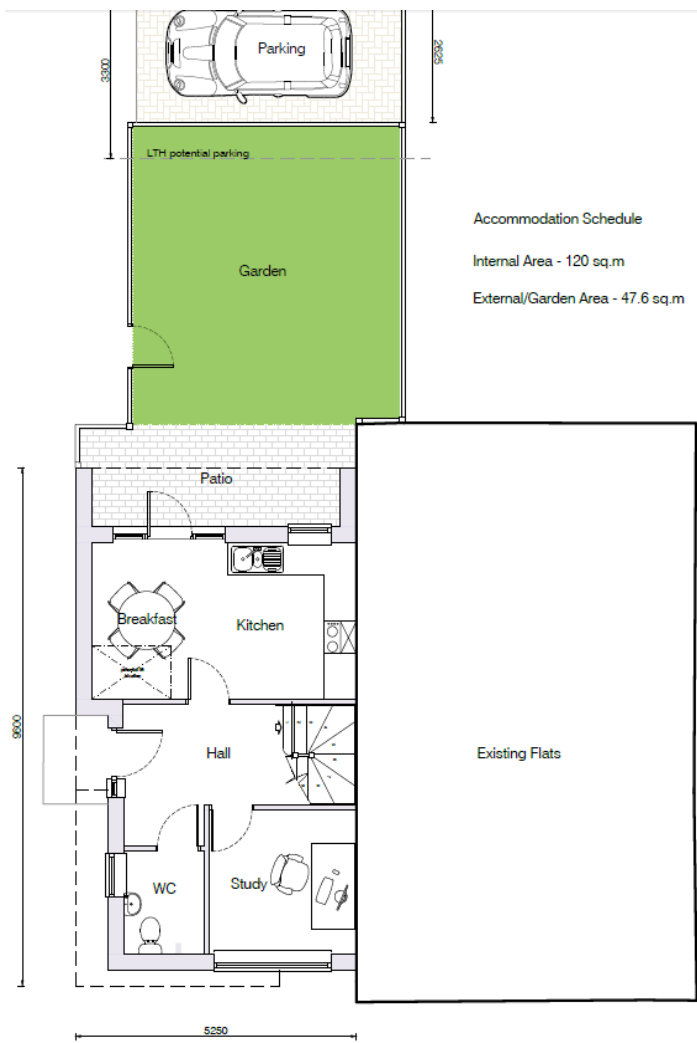 Parking
3300
2625
LTH potential parking
Accommodation Schedule
Internal Area - 120 sq.m
Garden
External/Garden Area - 47.6 sq.m
Patio
Breakfast
Kitchen
9600
Hall
Existing Flats
WC
Study
5250